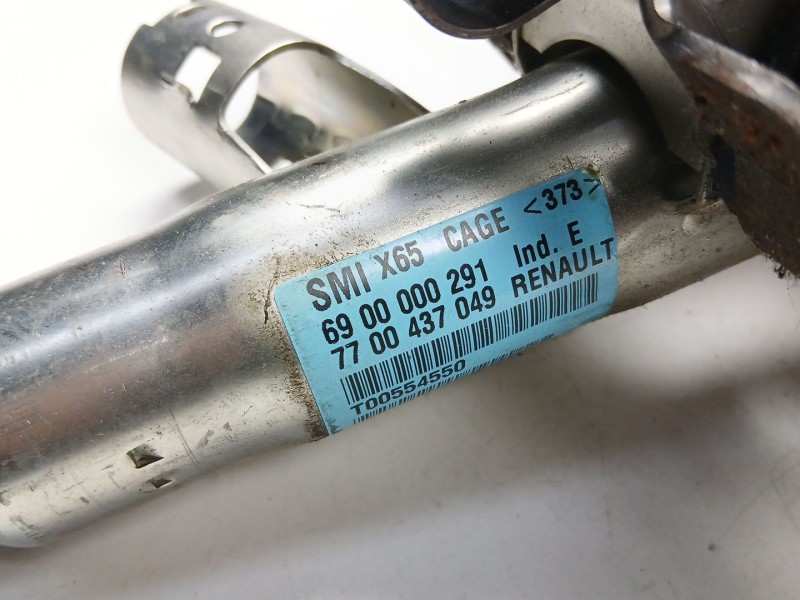 SMI X65 CAGE <373>
69 00 000 291 Ind. E
77 00 437 049 RENAULT
T00554550